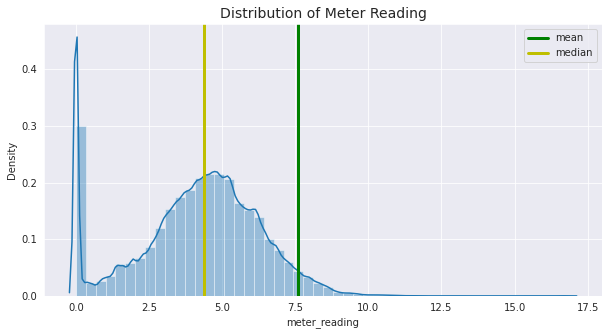 Distribution of Meter Reading
mean
median
Density
0.4
0.3
0.2
0.1
0.0
0.0 2.5 5.0 7.5 10.0 12.5 15.0 17.5
meter_reading